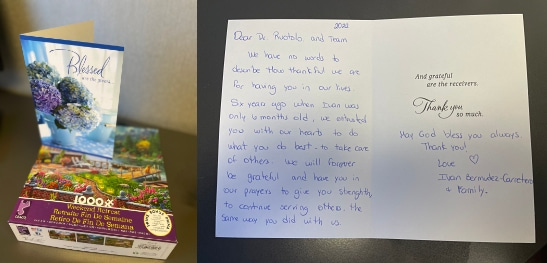 Blessed
are the givers.
1000
Weekend Retreat
Retraite Fin De Semaine
Retiro De Fin De Semana
2022
Dear Dr. Ruotolo and Team
We have no words to
describe how thankful we are
for having you in our lives.
Six years ago when Ivan was
only 6 months old, we entrusted
you with our hearts to do
what you do best - to take care
of others. We will forever
be grateful and have you in
our prayers to give you strength
to continue serving others, the
same way you did with us.
And grateful
are the receivers.
Thank you
so much.
May God bless you always.
Thank you!
Love
Ivan Bermudez-
+ Family.